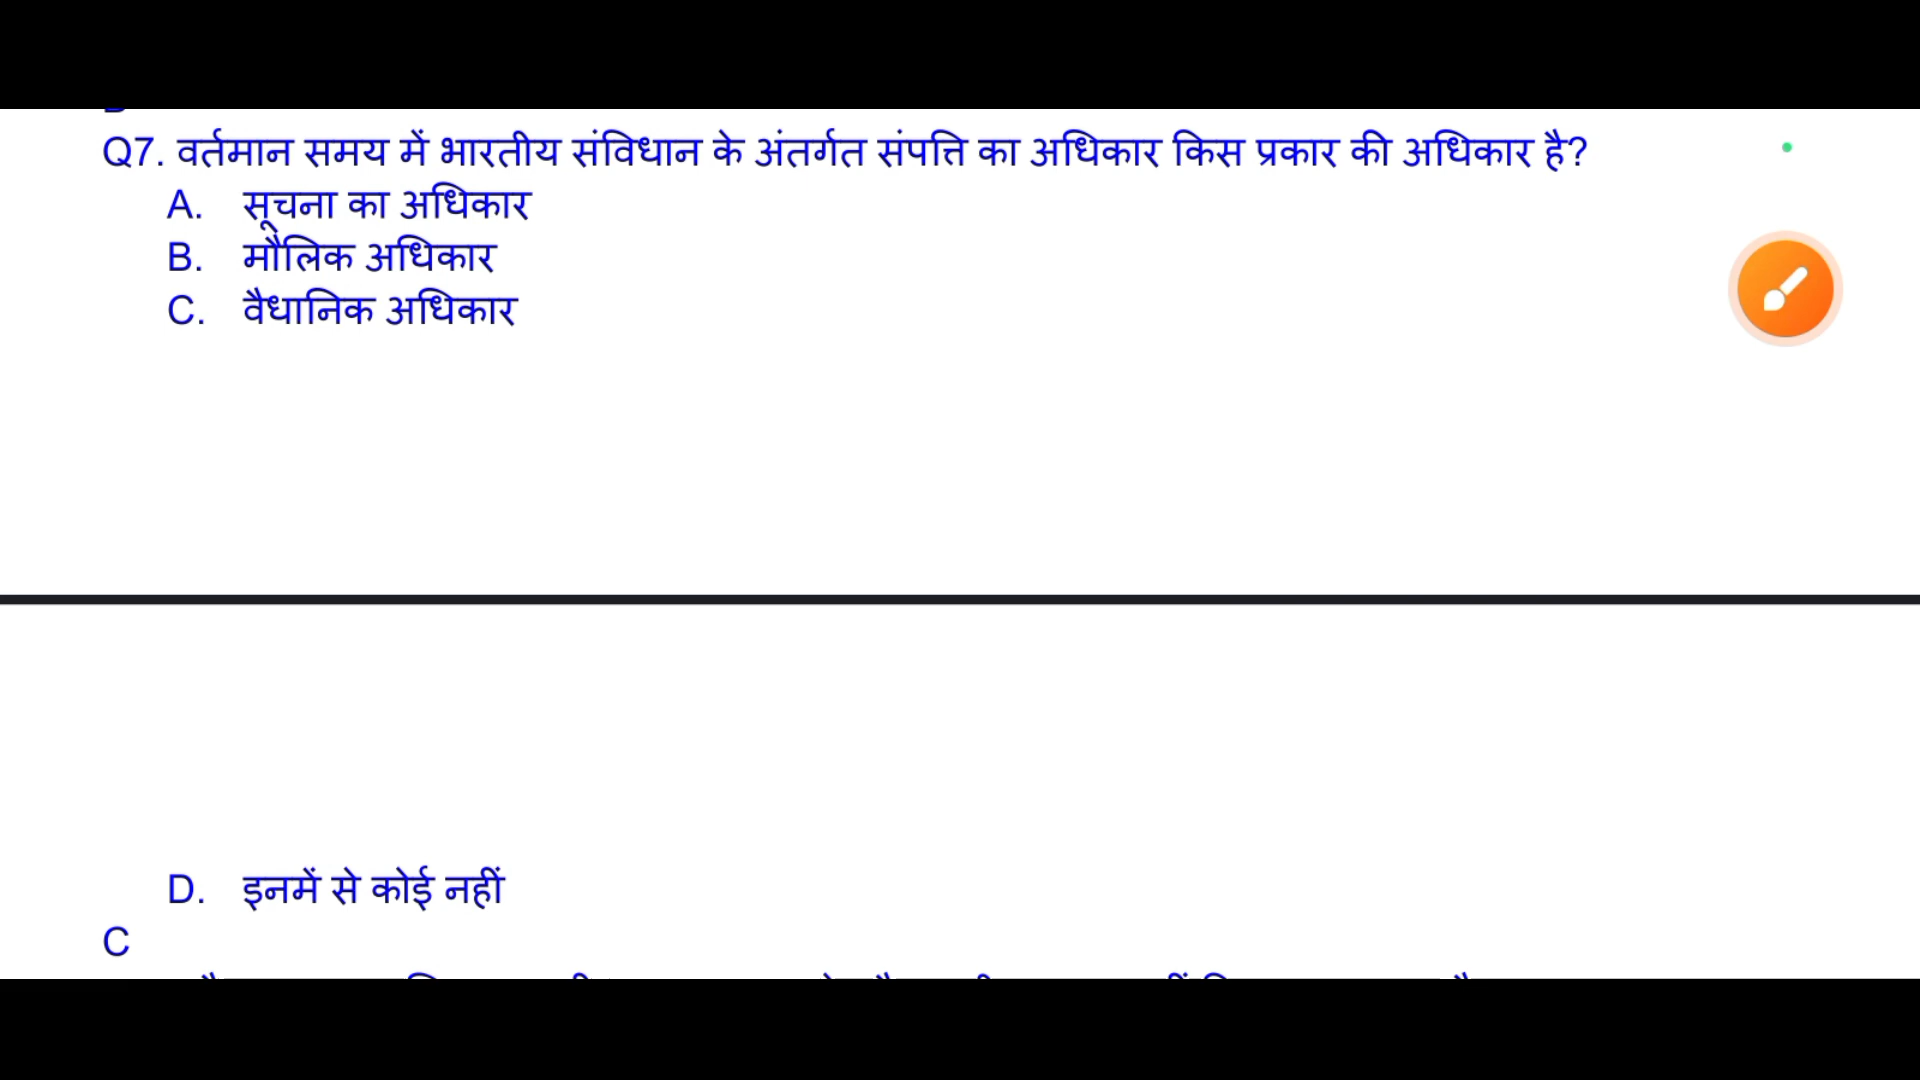 Q7. वर्तमान समय में भारतीय संविधान के अंतर्गत संपत्ति का अधिकार किस प्रकार की अधिकार है?
A. सूचना का अधिकार
B. मौलिक अधिकार
C. वैधानिक अधिकार
D. इनमें से कोई नहीं
C